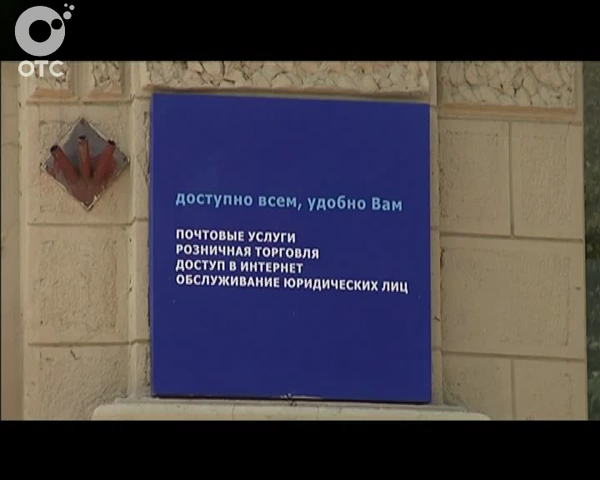 ОТС
доступно всем, удобно Вам
ПОЧТОВЫЕ УСЛУГИ
РОЗНИЧНАЯ ТОРГОВЛЯ
ДОСТУП В ИНТЕРНЕТ
ОБСЛУЖИВАНИЕ ЮРИДИЧЕСКИХ ЛИЦ